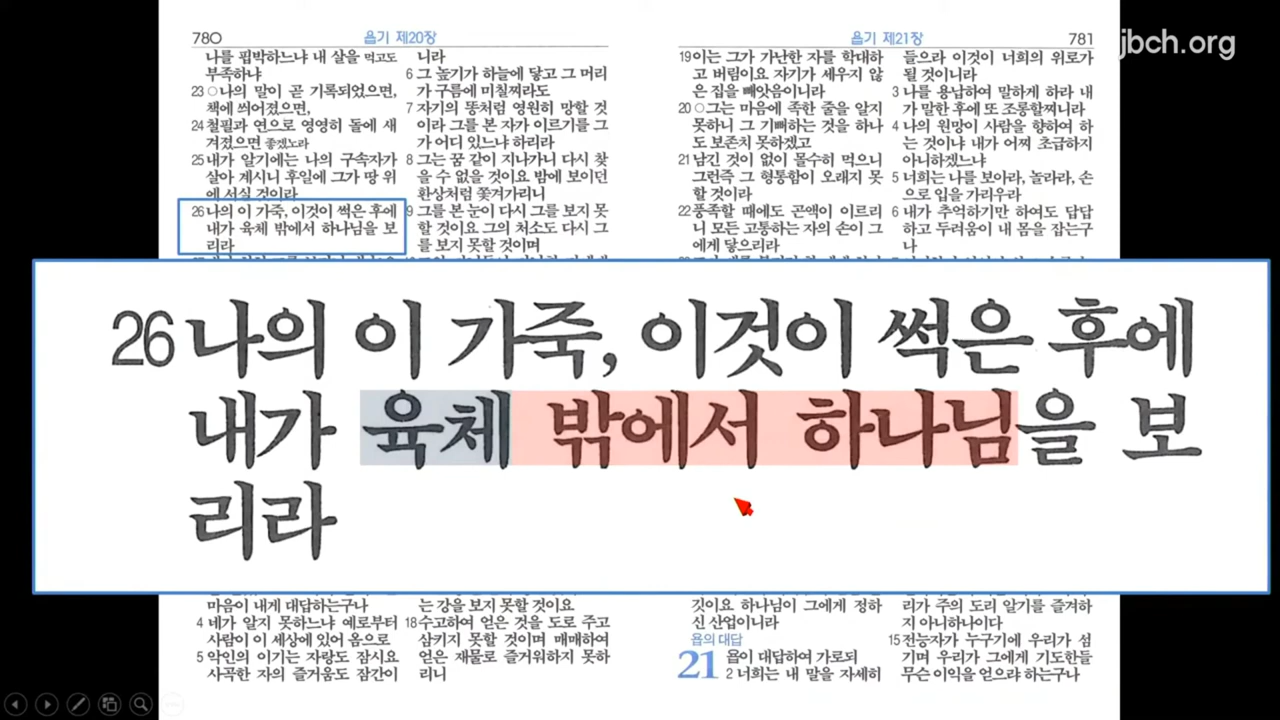 780
욥기 제20장
나를 핍박하느냐 내 살을 먹고도
부족하냐
23 ○나의 말이 곧 기록되었으면,
책에 씌어졌으면,
24 철필과 연으로 영영히 돌에 새
겨졌으면 좋겠노라
25 내가 알기에는 나의 구속자가
살아 계시니 후일에 그가 땅 위
에 서실 것이라
26 나의 이 가죽, 이것이 썩은 후에
내가 육체 밖에서 하나님을 보
리라
니라
6 그 높기가 하늘에 닿고 그 머리
가 구름에 미칠찌라도
7 자기의 똥처럼 영원히 망할 것
이라 그를 본 자가 이르기를 그
가 어디 있느냐 하리라
8 그는 꿈 같이 지나가니 다시 찾
을 수 없을 것이요 밤에 보이던
환상처럼 쫓겨가리니
9 그를 본 눈이 다시 그를 보지 못
할 것이요 그의 처소도 다시 그
를 보지 못할 것이며
욥기 제21장
781
jbch.org
19 이는 그가 가난한 자를 학대하
고 버림이요 자기가 세우지 않
은 집을 빼앗음이니라
20 ○그는 마음에 족한 줄을 알지
못하니 그 기뻐하는 것을 하나
도 보존치 못하겠고
21 남긴 것이 없이 몰수히 먹으니
그런즉 그 형통함이 오래지 못
할 것이라
22 풍족할 때에도 곤액이 이르리
니 모든 고통하는 자의 손이 그
에게 닿으리라
들으라 이것이 너희의 위로가
될 것이니라
3 나를 용납하여 말하게 하라 내
가 말한 후에 또 조롱할찌니라
4 나의 원망이 사람을 향하여 하
는 것이냐 내가 어찌 초급하지
아니하겠느냐
5 너희는 나를 보아라, 놀라라, 손
으로 입을 가리우라
6 내가 추억하기만 하여도 답답
하고 두려움이 내 몸을 잡는구
나
26 나의 이 가죽, 이것이 썩은 후에
내가 육체 밖에서 하나님을 보
리라
마음이 내게 대답하는구나
4 네가 알지 못하느냐 예로부터
사람이 이 세상에 있어 옴으로
5 악인의 이기는 자랑도 잠시요
사곡한 자의 즐거움도 잠간이
는 강을 보지 못할 것이요
18 수고하여 얻은 것을 도로 주고
삼키지 못할 것이며 매매하여
얻은 재물로 즐거워하지 못하
리니
깃이요 하나님이 그에게 정하
신 산업이니라
욥의 대답
21 욥이 대답하여 가로되
2 너희는 내 말을 자세히
리가 주의 도리 알기를 즐겨하
지 아니하나이다
15 전능자가 누구기에 우리가 섬
기며 우리가 그에게 기도한들
무슨 이익을 얻으랴 하는구나